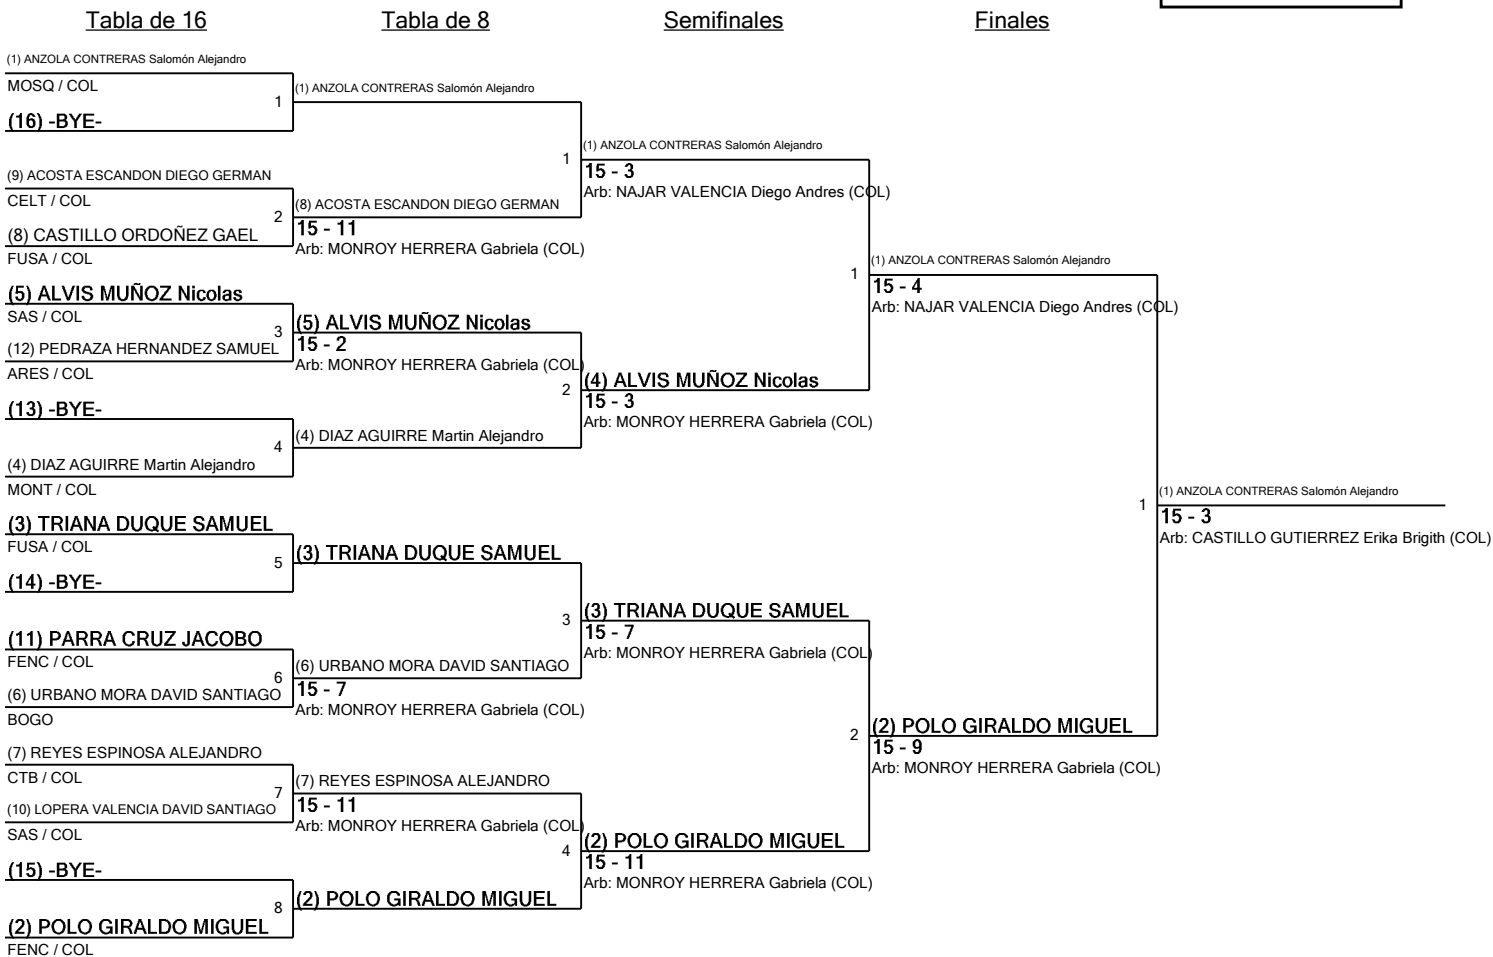 Tabla de 16
Tabla de 8
Semifinales
Finales
(1) ANZOLA CONTRERAS Salomón Alejandro
MOSQ / COL
1
(16) -BYE-
(9) ACOSTA ESCANDON DIEGO GERMAN
CELT / COL
2
(8) CASTILLO ORDOÑEZ GAEL
FUSA / COL
(5) ALVIS MUÑOZ Nicolas
SAS / COL
3
(12) PEDRAZA HERNANDEZ SAMUEL
ARES / COL
(13) -BYE-
4
(4) DIAZ AGUIRRE Martin Alejandro
MONT / COL
(3) TRIANA DUQUE SAMUEL
FUSA / COL
5
(14) -BYE-
(11) PARRA CRUZ JACOBO
FENC / COL
6
(6) URBANO MORA DAVID SANTIAGO
BOGO
(7) REYES ESPINOSA ALEJANDRO
CTB / COL
7
(10) LOPERA VALENCIA DAVID SANTIAGO
SAS / COL
(15) -BYE-
8
(2) POLO GIRALDO MIGUEL
FENC / COL
(1) ANZOLA CONTRERAS Salomón Alejandro
1
(8) ACOSTA ESCANDON DIEGO GERMAN
15 - 11
Arb: MONROY HERRERA Gabriela (COL)
(5) ALVIS MUÑOZ Nicolas
15 - 2
Arb: MONROY HERRERA Gabriela (COL)
2
(4) DIAZ AGUIRRE Martin Alejandro
(3) TRIANA DUQUE SAMUEL
3
(6) URBANO MORA DAVID SANTIAGO
15 - 7
Arb: MONROY HERRERA Gabriela (COL)
(7) REYES ESPINOSA ALEJANDRO
15 - 11
Arb: MONROY HERRERA Gabriela (COL)
4
(2) POLO GIRALDO MIGUEL
(1) ANZOLA CONTRERAS Salomón Alejandro
15 - 3
Arb: NAJAR VALENCIA Diego Andres (COL)
1
(4) ALVIS MUÑOZ Nicolas
15 - 3
Arb: MONROY HERRERA Gabriela (COL)
(3) TRIANA DUQUE SAMUEL
15 - 7
Arb: MONROY HERRERA Gabriela (COL)
2
(2) POLO GIRALDO MIGUEL
15 - 11
Arb: MONROY HERRERA Gabriela (COL)
(1) ANZOLA CONTRERAS Salomón Alejandro
15 - 4
Arb: NAJAR VALENCIA Diego Andres (COL)
1
(2) POLO GIRALDO MIGUEL
15 - 9
Arb: MONROY HERRERA Gabriela (COL)
(1) ANZOLA CONTRERAS Salomón Alejandro
15 - 3
Arb: CASTILLO GUTIERREZ Erika Brigith (COL)